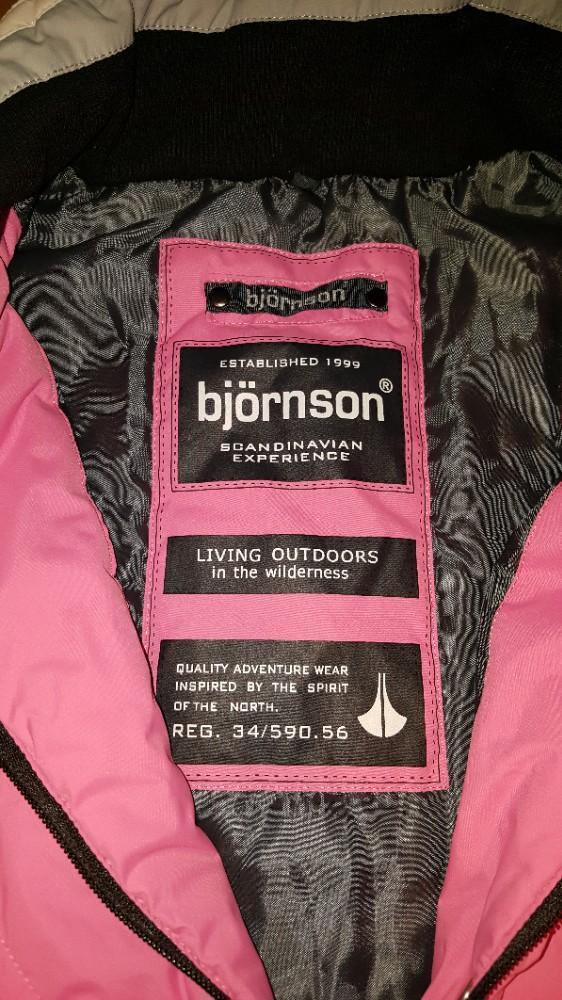 björnson
ESTABLISHED 1999
björnson®
SCANDINAVIAN
EXPERIENCE
LIVING OUTDOORS
in the wilderness
QUALITY ADVENTURE WEAR
INSPIRED BY THE SPIRIT
OF THE NORTH.
REG. 34/590.56